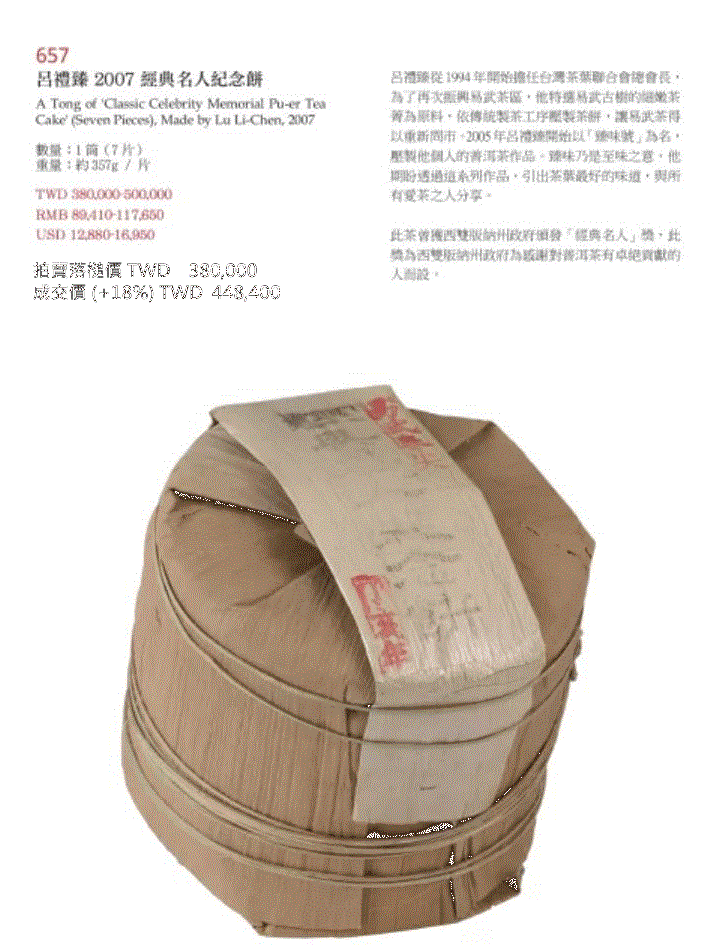 657
呂禮臻 2007 經典名人紀念餅
A Tong of 'Classic Celebrity Memorial Pu-er Tea
Cake' (Seven Pieces), Made by Lu Li-Chen, 2007
數量：1 筒（7 片）
重量：約 357g / 片
TWD 380,000-500,000
RMB 89,410-117,650
USD 12,880-16,950
拍賣落槌價 TWD 380,000
成交價 (+18%) TWD 448,400
呂禮臻從 1994 年開始擔任台灣茶葉聯合會總會長，
為了再次振興易武茶區，他特選易武古樹的細嫩茶
菁為原料，依傳統製茶工序壓製茶餅，讓易武茶得
以重新問市。2005 年呂禮臻開始以「臻味號」為名，
壓製他個人的普洱茶作品。臻味乃是至味之意，他
期盼透過這系列作品，引出茶葉最好的味道，與所
有愛茶之人分享。
此茶曾獲西雙版納州政府頒發「經典名人」獎，此
獎為西雙版納州政府為感謝對普洱茶有卓絕貢獻的
人而設。